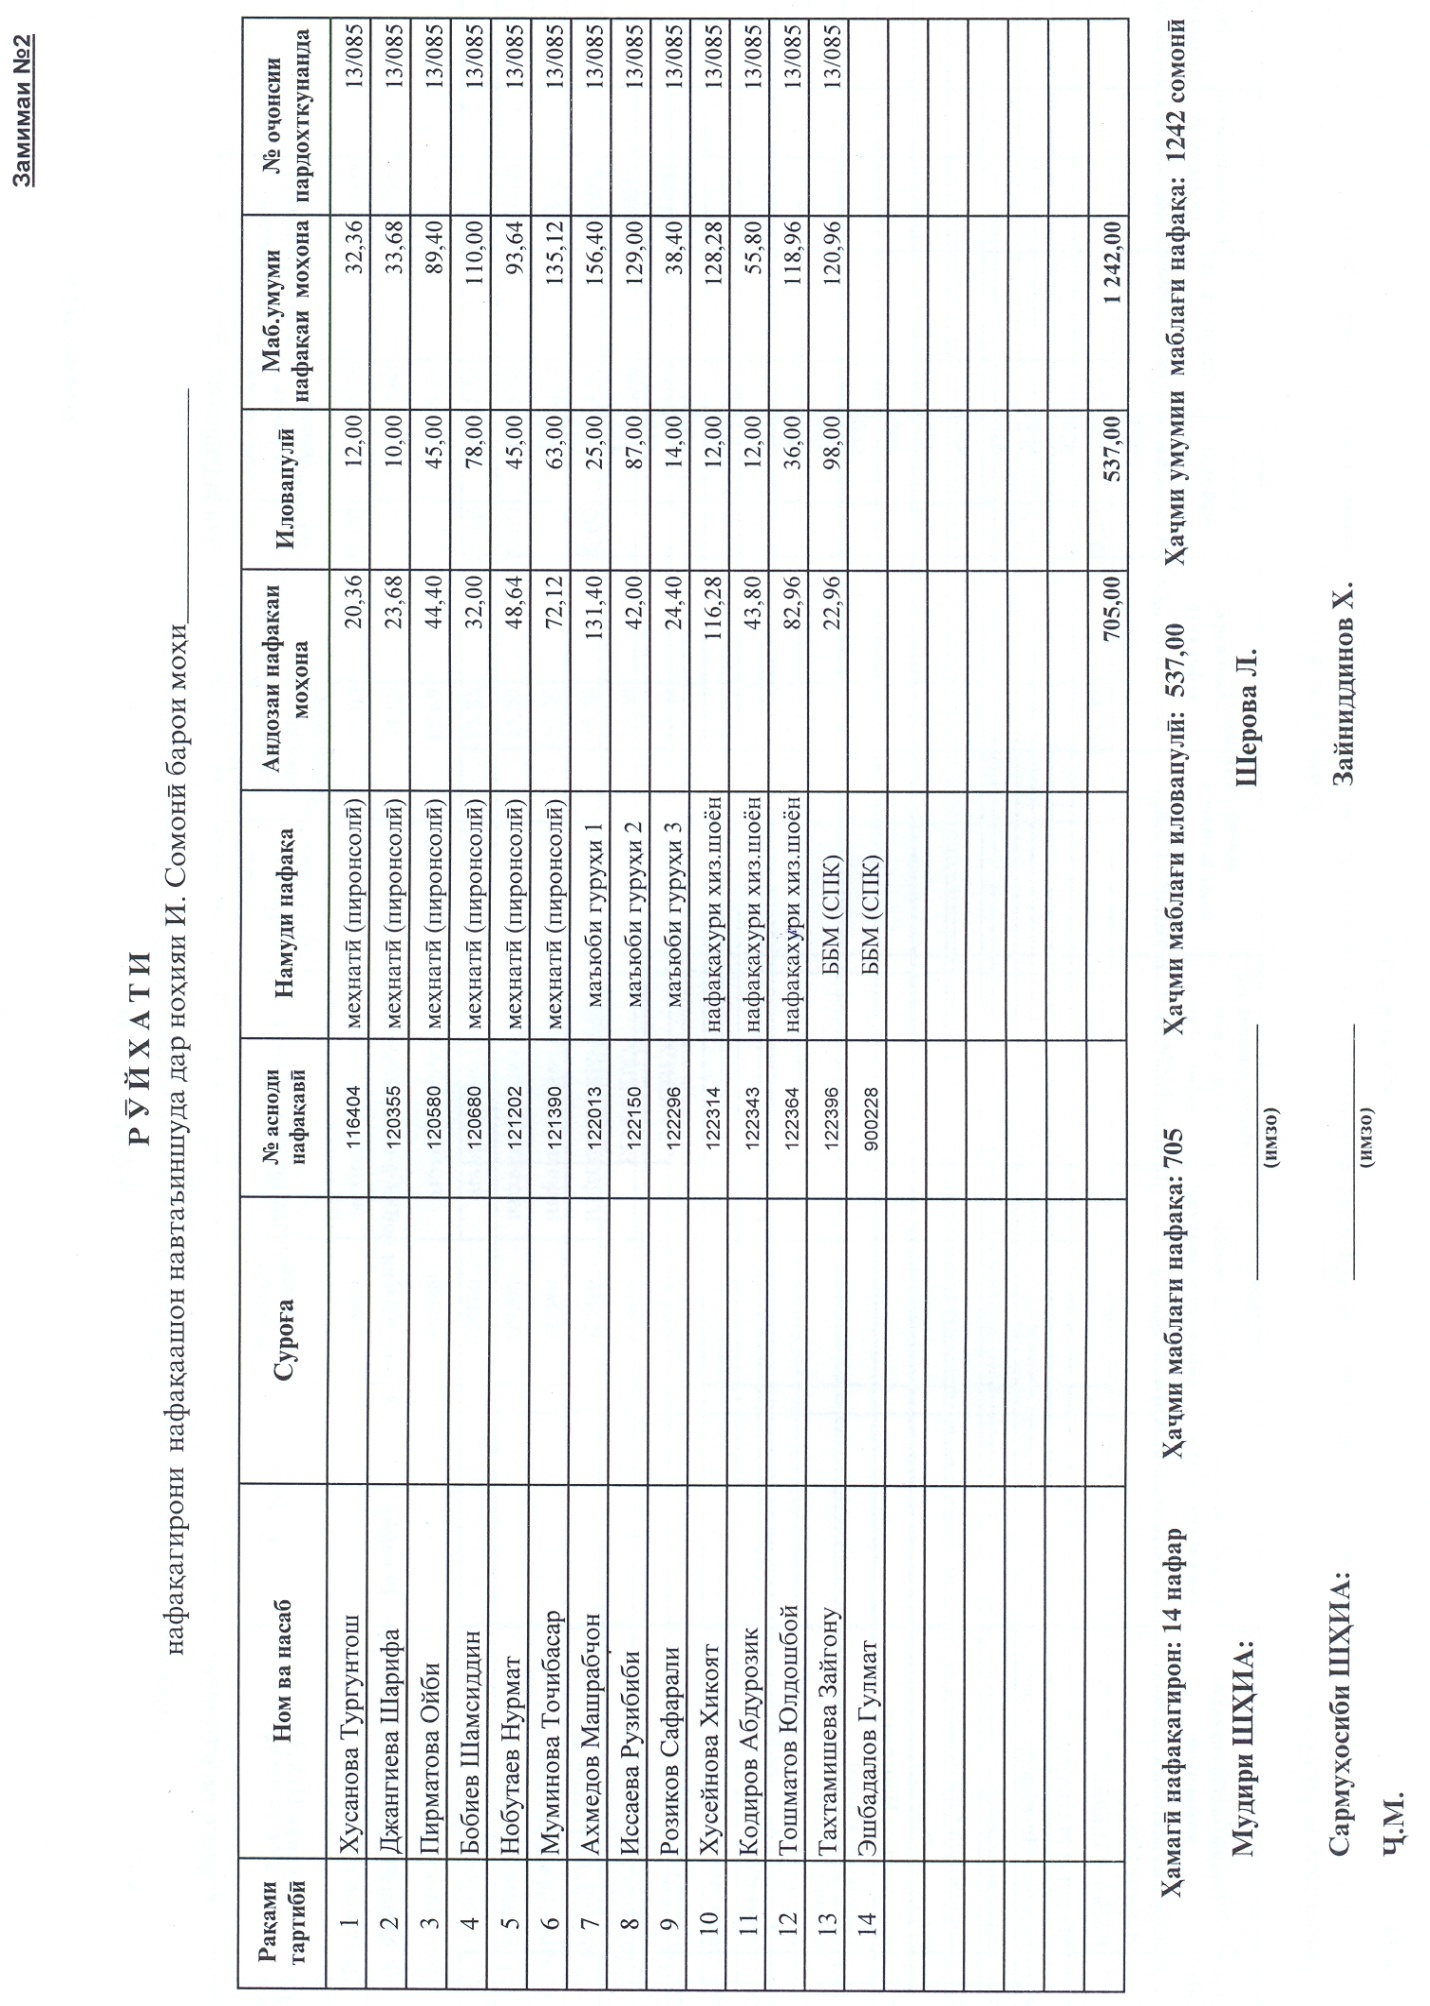 Замимаи №2
Р Ӯ Й Х А Т И
нафақагирони нафақаашон навтаъиншуда дар ноҳияи И. Сомонӣ барои моҳи
Рақами тартибӣ Ном ва насаб Суроға № асноди нафакавӣ Намуди нафақа Андозаи нафакаи моҳона Иловапулӣ Маб.умуми нафақаи моҳона № оҷонсии пардохткунанда
1 Хусанова Тургунтош 116404 меҳнатӣ (пиронсолӣ) 20,36 12,00 32,36 13/085
2 Джангиева Шарифа 120355 меҳнатӣ (пиронсолӣ) 23,68 10,00 33,68 13/085
3 Пирматова Ойби 120580 меҳнатӣ (пиронсолӣ) 44,40 45,00 89,40 13/085
4 Бобиев Шамсиддин 120680 меҳнатӣ (пиронсолӣ) 32,00 78,00 110,00 13/085
5 Нобутаев Нурмат 121202 меҳнатӣ (пиронсолӣ) 48,64 45,00 93,64 13/085
6 Муминова Точибасар 121390 меҳнатӣ (пиронсолӣ) 72,12 63,00 135,12 13/085
7 Ахмедов Машрабчон 122013 маъюби гуруҳи 1 131,40 25,00 156,40 13/085
8 Иссаева Рузибиби 122150 маъюби гуруҳи 2 42,00 87,00 129,00 13/085
9 Розиков Сафарали 122296 маъюби гуруҳи 3 24,40 14,00 38,40 13/085
10 Хусейнова Хикоят 122314 нафақахури хиз.шоён 116,28 12,00 128,28 13/085
11 Кодиров Абдурозик 122343 нафақахури хиз.шоён 43,80 12,00 55,80 13/085
12 Тошматов Юлдошбой 122364 нафақахури хиз.шоён 82,96 36,00 118,96 13/085
13 Тахтамишева Зайгону 122396 ББМ (СПК) 22,96 98,00 120,96 13/085
14 Эшбадалов Гулмат 900228 ББМ (СПК)
705,00 537,00 1 242,00
Ҳамагӣ нафақагирон: 14 нафар Ҳаҷми маблағи нафақа: 705 Ҳаҷми маблағи иловапулӣ: 537,00 Ҳаҷми умумии маблағи нафақа: 1242 сомонӣ
Мудири ШҲИА: Шерова Л.
(имзо)
Сармуҳосиби ШҲИА: Зайниддинов Х.
(имзо)
Ҷ.М.